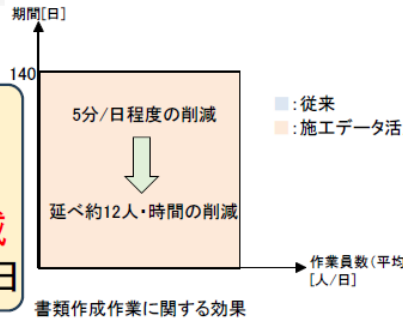 期間[日]
140
5分/日程度の削減
:従来
:施工データ活
延べ約12人・時間の削減
減
日
作業員数(平均
[人/日]
書類作成作業に関する効果